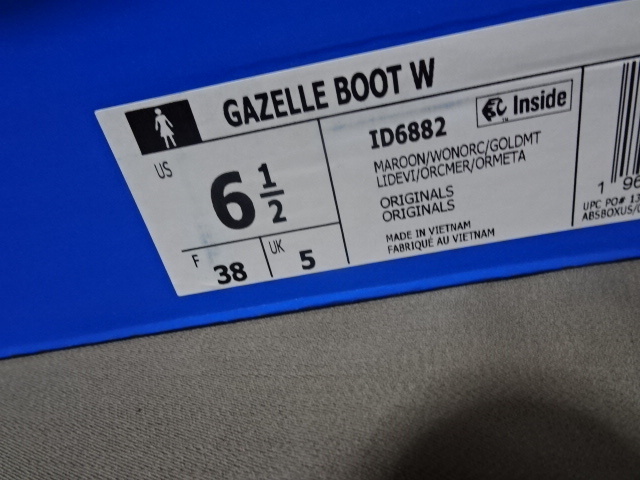 GAZELLE BOOT W
US
6 1/2
F 38
UK 5
ID6882
Inside
MAROON/WONORC/GOLDMT
LIDEVI/ORCMER/ORMETA
ORIGINALS
ORIGINALS
MADE IN VIETNAM
FABRIQUÉ AU VIETNAM
1 96
UPC PO# 13
ABSBOXUS/